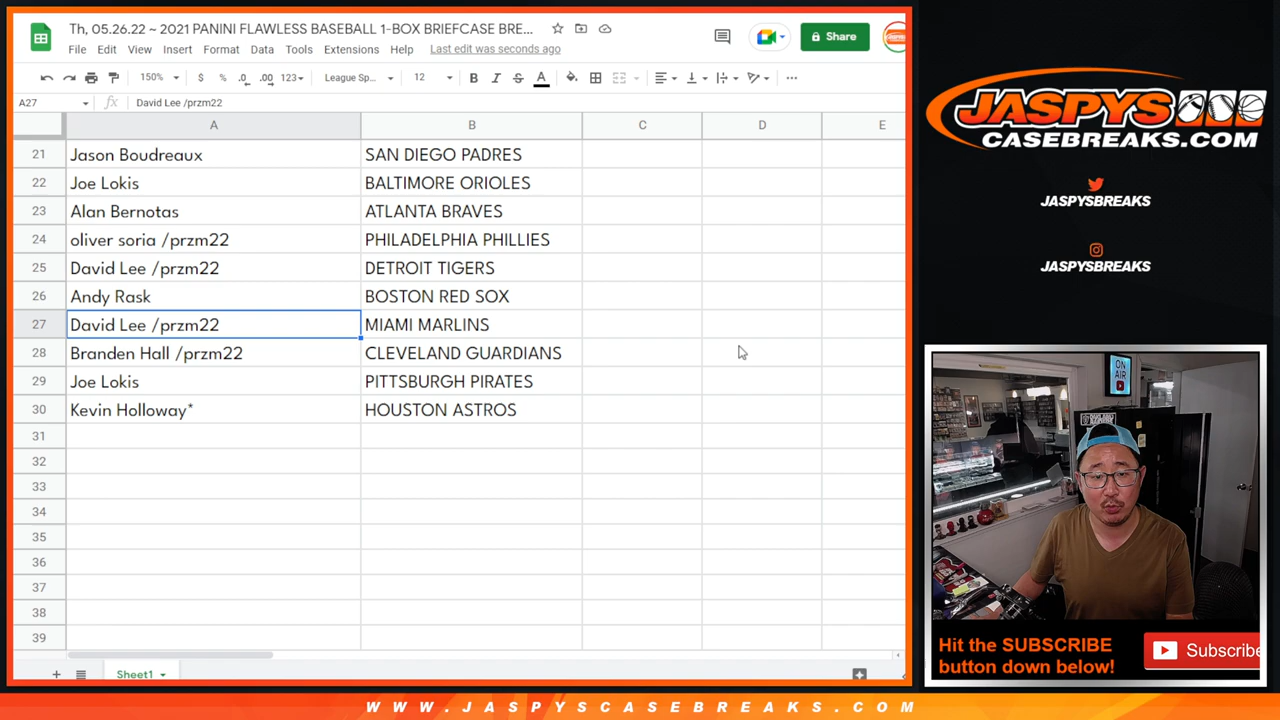 Th, 05.26.22 ~ 2021 PANINI FLAWLESS BASEBALL 1-BOX BRIEFCASE BRE...
File Edit View Insert Format Data Tools Extensions Help Last edit was seconds ago
Share
150% $ % .0 .00 123 League Sp... 12 B I S A
A27 fx David Lee /przm22
A B C D E
21 Jason Boudreaux SAN DIEGO PADRES
22 Joe Lokis BALTIMORE ORIOLES
23 Alan Bernotas ATLANTA BRAVES
24 oliver soria /przm22 PHILADELPHIA PHILLIES
25 David Lee /przm22 DETROIT TIGERS
26 Andy Rask BOSTON RED SOX
27 David Lee /przm22 MIAMI MARLINS
28 Branden Hall /przm22 CLEVELAND GUARDIANS
29 Joe Lokis PITTSBURGH PIRATES
30 Kevin Holloway* HOUSTON ASTROS
31
32
33
34
35
36
37
38
39
Sheet1
JASPYS
CASEBREAKS.COM
JASPYSBREAKS
JASPYSBREAKS
ON
AIR
Hit the SUBSCRIBE
button down below!
Subscribe
WWW.JASPYSCASEBREAKS.COM